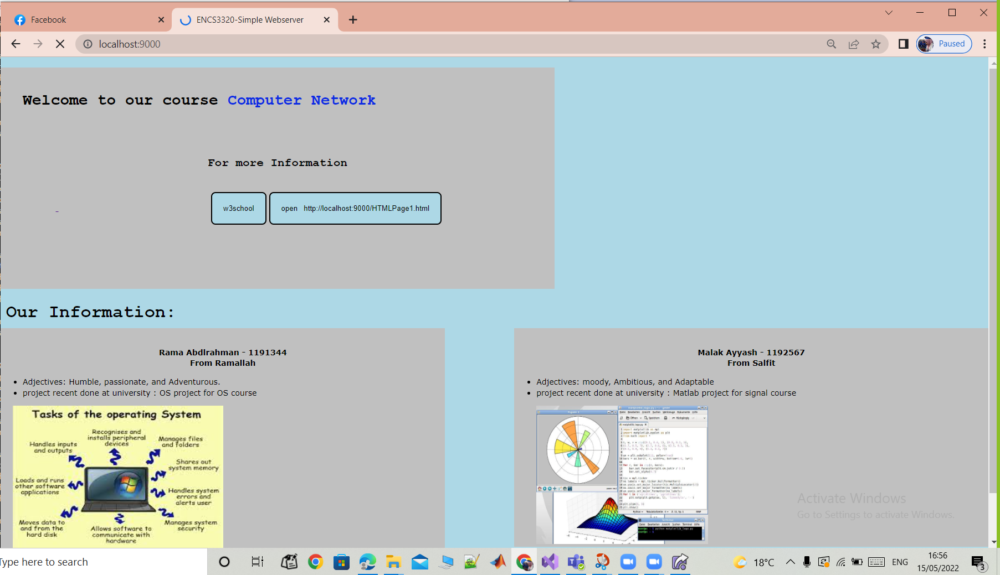 Facebook
ENCS3320-Simple Webserver
localhost:9000
Paused
Welcome to our course Computer Network
For more Information
w3school
open http://localhost:9000/HTMLPage1.html
Our Information:
Rama Abdlrahman - 1191344
From Ramallah
• Adjectives: Humble, passionate, and Adventurous.
• project recent done at university : OS project for OS course
Tasks of the operating System
Recognises and
installs peripheral
devices
Handles inputs
and outputs
Manages files
and folders
Shares out
system memory
Loads and runs
other software
applications
Handles system
errors and
alerts user
Moves data to
and from the
hard disk
Allows software to
communicate with
hardware
Manages system
security
Malak Ayyash - 1192567
From Salfit
• Adjectives: moody, Ambitious, and Adaptable
• project recent done at university : Matlab project for signal course
Activate Windows
Go to Settings to activate Windows.
Type here to search
18°C
ENG
16:56
15/05/2022
3